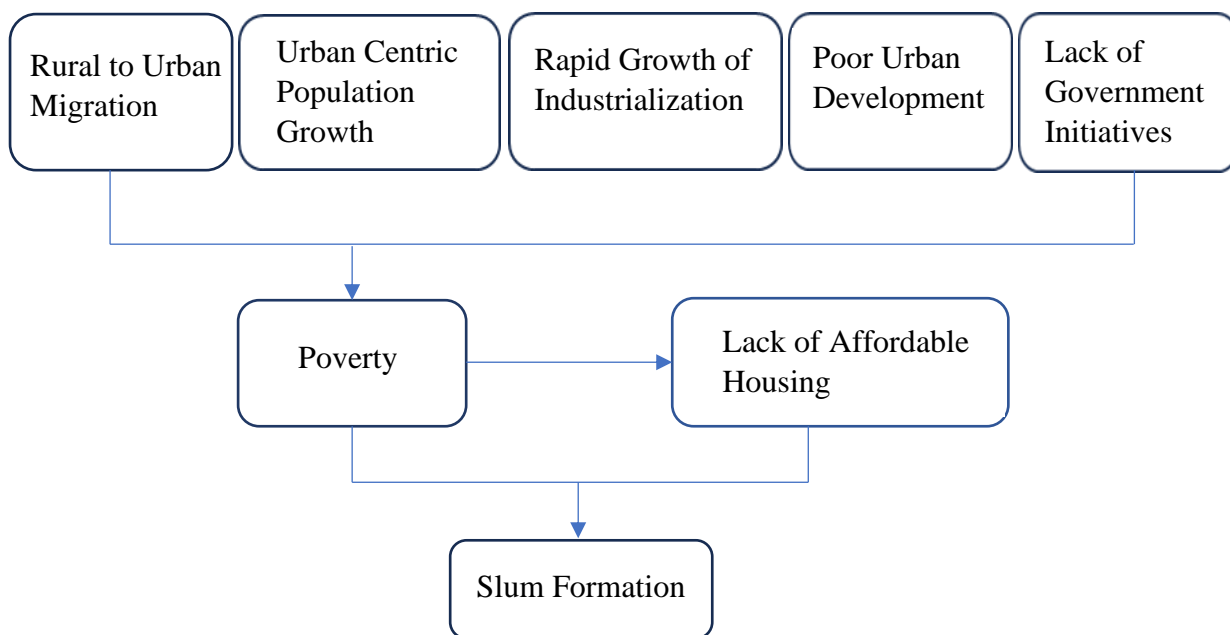 Rural to Urban
Migration
Urban Centric
Population
Growth
Rapid Growth of
Industrialization
Poor Urban
Development
Lack of
Government
Initiatives
Poverty
Lack of Affordable
Housing
Slum Formation